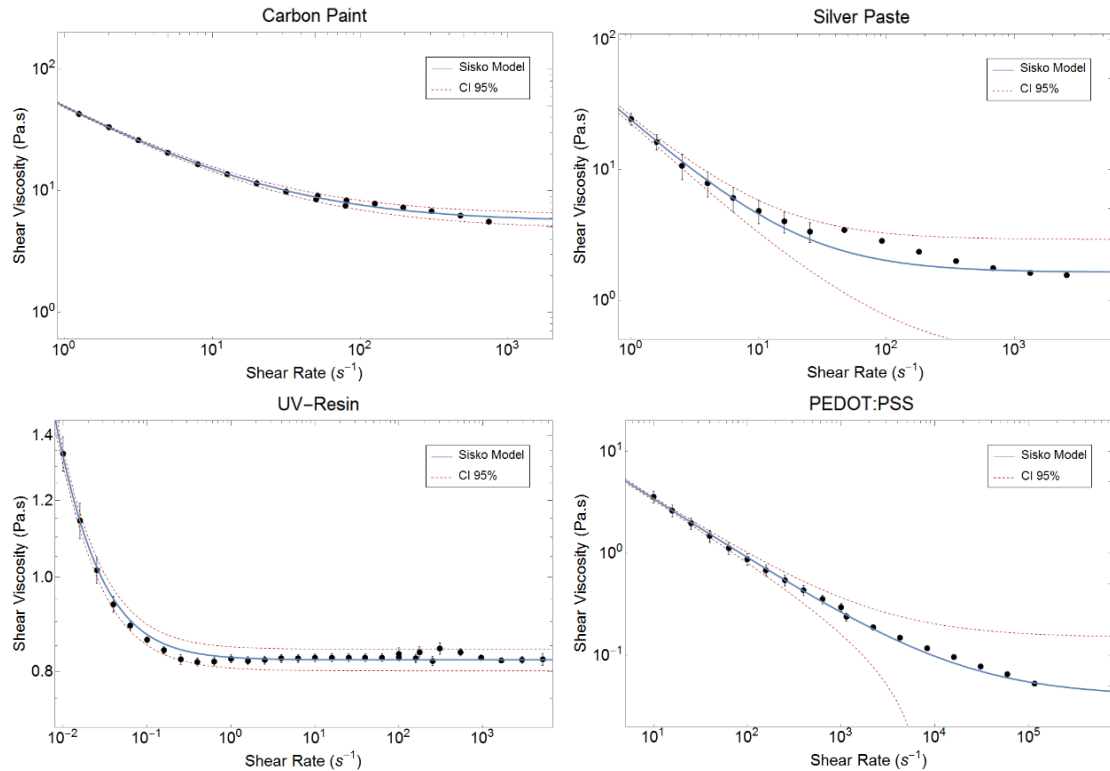 Carbon Paint
10²
10¹
10⁰
Shear Viscosity (Pa.s)
Sisko Model
CI 95%
10⁰ 10¹ 10² 10³
Shear Rate (s⁻¹)
Silver Paste
10²
10¹
10⁰
Shear Viscosity (Pa.s)
Sisko Model
CI 95%
10⁰ 10¹ 10² 10³
Shear Rate (s⁻¹)
UV-Resin
1.4
1.2
1.0
0.8
Shear Viscosity (Pa.s)
Sisko Model
CI 95%
10⁻² 10⁻¹ 10⁰ 10¹ 10² 10³
Shear Rate (s⁻¹)
PEDOT:PSS
10¹
10⁰
10⁻¹
Shear Viscosity (Pa.s)
Sisko Model
CI 95%
10¹ 10² 10³ 10⁴ 10⁵
Shear Rate (s⁻¹)